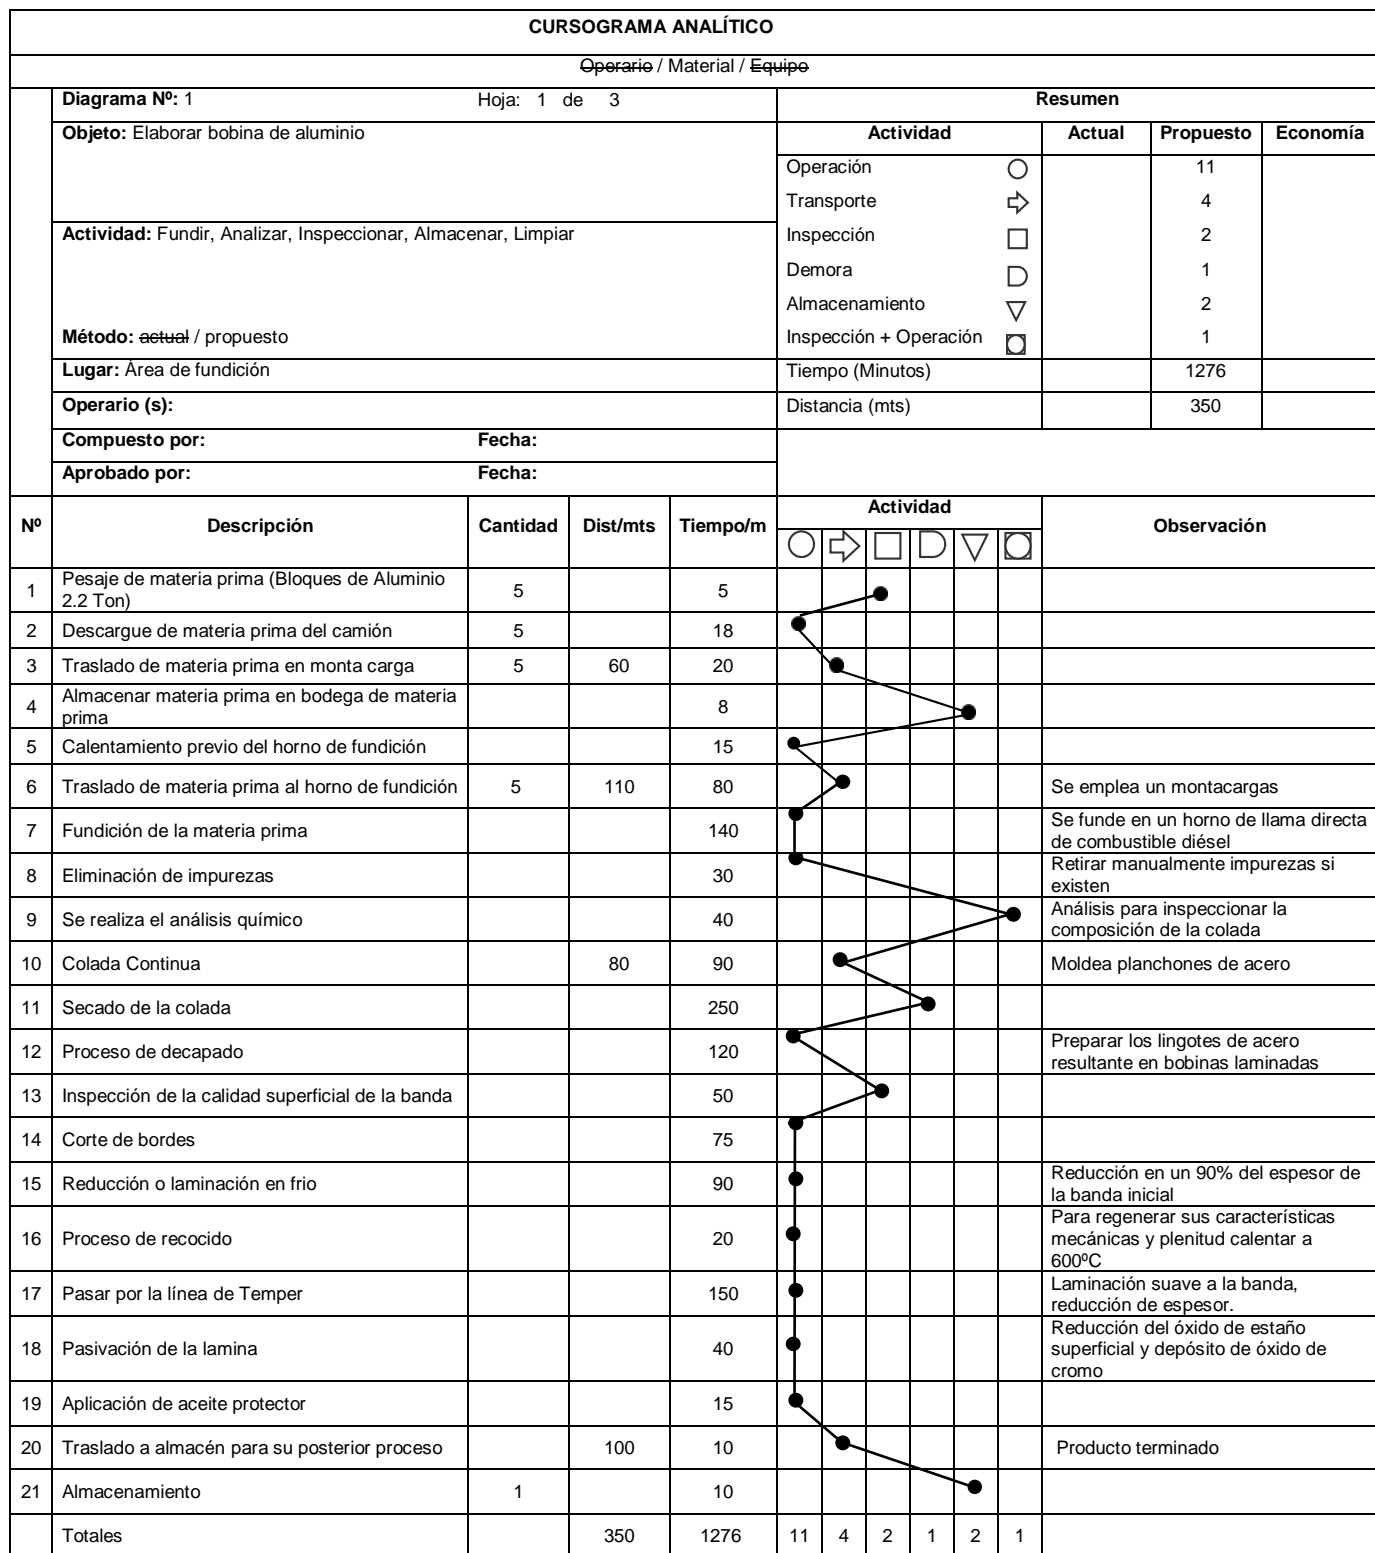 CURSOGRAMA ANALÍTICO
Operario / Material / Equipo
Diagrama Nº: 1 Hoja: 1 de 3 Resumen
Objeto: Elaborar bobina de aluminio Actividad Actual Propuesto Economía
Operación 11
Transporte 4
Actividad: Fundir, Analizar, Inspeccionar, Almacenar, Limpiar Inspección 2
Demora 1
Almacenamiento 2
Método: actual / propuesto Inspección + Operación 1
Lugar: Área de fundición Tiempo (Minutos) 1276
Operario (s): Distancia (mts) 350
Compuesto por: Fecha:
Aprobado por: Fecha:
Nº Descripción Cantidad Dist/mts Tiempo/m Actividad Observación
1 Pesaje de materia prima (Bloques de Aluminio
2.2 Ton) 5 5
2 Descargue de materia prima del camión 5 18
3 Traslado de materia prima en monta carga 5 60 20
4 Almacenar materia prima en bodega de materia
prima 8
5 Calentamiento previo del horno de fundición 15
6 Traslado de materia prima al horno de fundición 5 110 80 Se emplea un montacargas
7 Fundición de la materia prima 140 Se funde en un horno de llama directa
de combustible diésel
8 Eliminación de impurezas 30 Retirar manualmente impurezas si
existen
9 Se realiza el análisis químico 40 Análisis para inspeccionar la
composición de la colada
10 Colada Continua 80 90 Moldea planchones de acero
11 Secado de la colada 250
12 Proceso de decapado 120 Preparar los lingotes de acero
resultante en bobinas laminadas
13 Inspección de la calidad superficial de la banda 50
14 Corte de bordes 75
15 Reducción o laminación en frio 90 Reducción en un 90% del espesor de
la banda inicial
16 Proceso de recocido 20 Para regenerar sus características
mecánicas y plenitud calentar a
600ºC
17 Pasar por la línea de Temper 150 Laminación suave a la banda,
reducción de espesor.
18 Pasivación de la lamina 40 Reducción del óxido de estaño
superficial y depósito de óxido de
cromo
19 Aplicación de aceite protector 15
20 Traslado a almacén para su posterior proceso 100 10 Producto terminado
21 Almacenamiento 1 10
Totales 350 1276 11 4 2 1 2 1